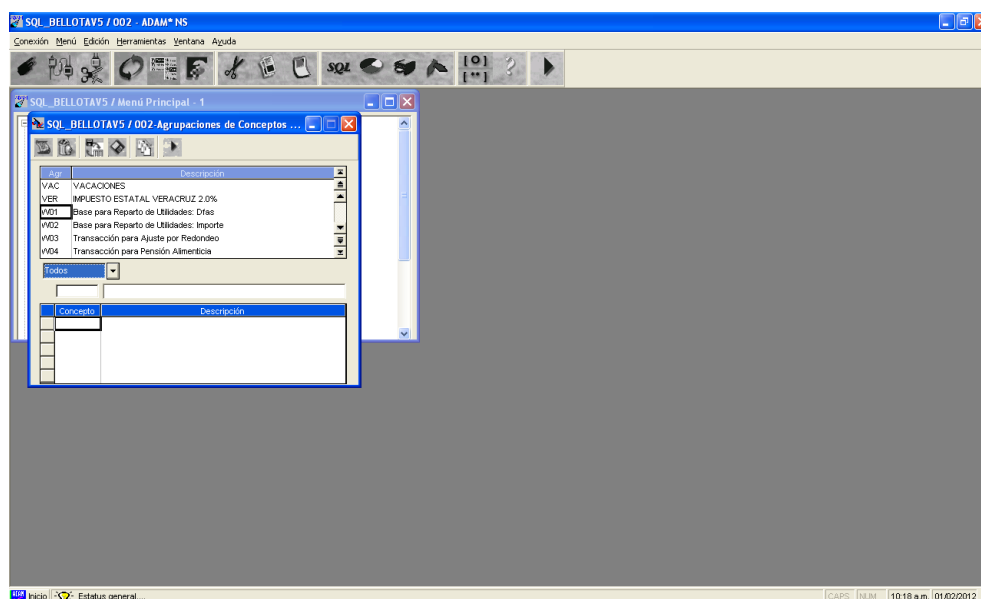 SQL_BELLOTAV5 / 002 - ADAM* NS
Conexión Menú Edición Herramientas Ventana Ayuda
SQL
SQL_BELLOTAV5 / Menú Principal - 1
SQL_BELLOTAV5 / 002-Agrupaciones de Conceptos ...
Agr Descripción
VAC VACACIONES
VER IMPUESTO ESTATAL VERACRUZ 2.0%
W01 Base para Reparto de Utilidades: Dfas
W02 Base para Reparto de Utilidades: Importe
W03 Transacción para Ajuste por Redondeo
W04 Transacción para Pensión Alimenticia
Todos
Concepto Descripción
ADAM Inicio Estatus general.... CAPS NUM 10:18 a.m. 01/02/2012